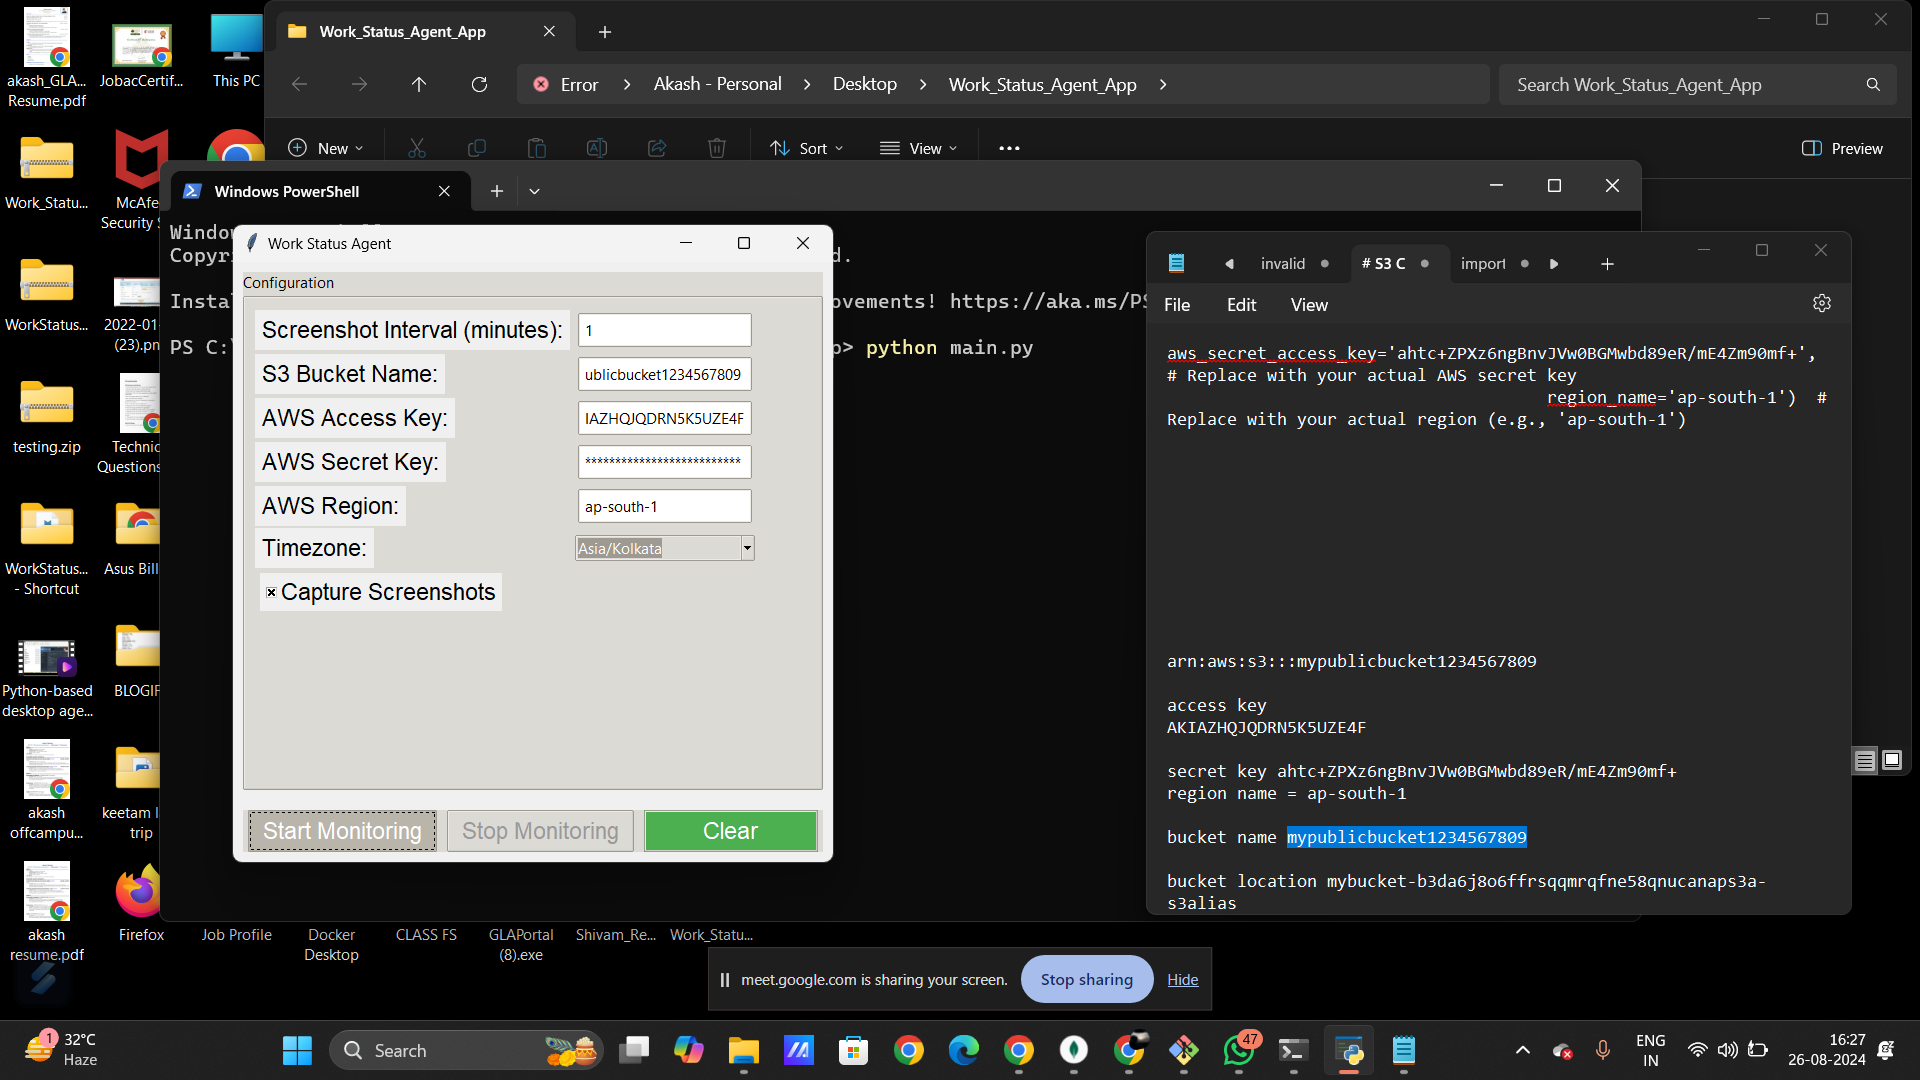 akash_GLA...
Resume.pdf
JobacCertif...
This PC
Work_Statu...
McAfe
Security S
WorkStatus...
2022-01-
(23).pn
testing.zip
Technic
Questions
WorkStatus...
- Shortcut
Asus Bill
Python-based
desktop age...
BLOGIF
akash
offcampu...
keetam l
trip
akash
resume.pdf
Firefox
Job Profile
Docker
Desktop
CLASS FS
GLAPortal
(8).exe
Shivam_Re...
Work_Statu...
Work_Status_Agent_App
Error
Akash - Personal
Desktop
Work_Status_Agent_App
Search Work_Status_Agent_App
New
Sort
View
Preview
Windows PowerShell
Copyri
d.
Insta
ovements! https://aka.ms/PS
PS C:\
p> python main.py
Work Status Agent
Configuration
Screenshot Interval (minutes): 1
S3 Bucket Name: ublicbucket1234567809
AWS Access Key: IAZHQJQDRN5K5UZE4F
AWS Secret Key: **************************
AWS Region: ap-south-1
Timezone: Asia/Kolkata
Capture Screenshots
Start Monitoring
Stop Monitoring
Clear
invalid
# S3 C
import
File
Edit
View
aws_secret_access_key='ahtc+ZPXz6ngBnvJVw0BGMwbd89eR/mE4Zm90mf+',
# Replace with your actual AWS secret key
region_name='ap-south-1') #
Replace with your actual region (e.g., 'ap-south-1')
arn:aws:s3:::mypublicbucket1234567809
access key
AKIAZHQJQDRN5K5UZE4F
secret key ahtc+ZPXz6ngBnvJVw0BGMwbd89eR/mE4Zm90mf+
region name = ap-south-1
bucket name mypublicbucket1234567809
bucket location mybucket-b3da6j8o6ffrsqqmrqfne58qnucanaps3a-
s3alias
meet.google.com is sharing your screen.
Stop sharing
Hide
1
32°C
Haze
Search
47
ENG
IN
16:27
26-08-2024